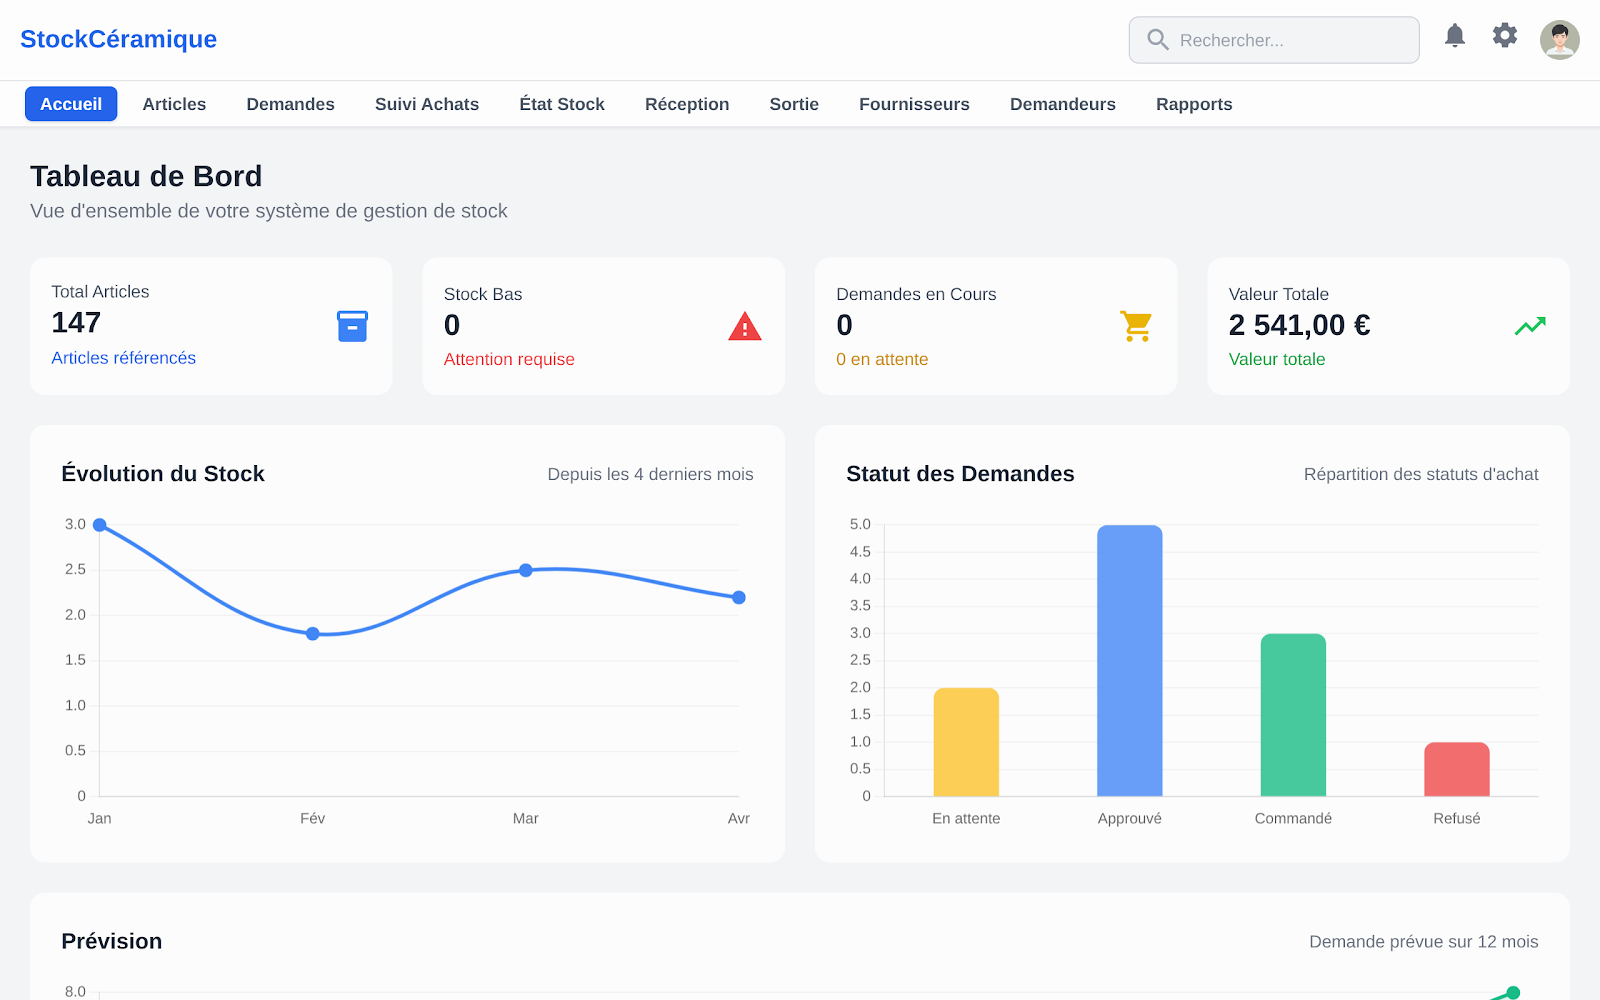 StockCéramique
Rechercher...
Accueil Articles Demandes Suivi Achats État Stock Réception Sortie Fournisseurs Demandeurs Rapports
Tableau de Bord
Vue d'ensemble de votre système de gestion de stock
Total Articles
147
Articles référencés
Stock Bas
0
Attention requise
Demandes en Cours
0
0 en attente
Valeur Totale
2 541,00 €
Valeur totale
Évolution du Stock
Depuis les 4 derniers mois
3.0
2.5
2.0
1.5
1.0
0.5
0
Jan Fév Mar Avr
Statut des Demandes
Répartition des statuts d'achat
5.0
4.5
4.0
3.5
3.0
2.5
2.0
1.5
1.0
0.5
0
En attente Approuvé Commandé Refusé
Prévision
Demande prévue sur 12 mois
8.0